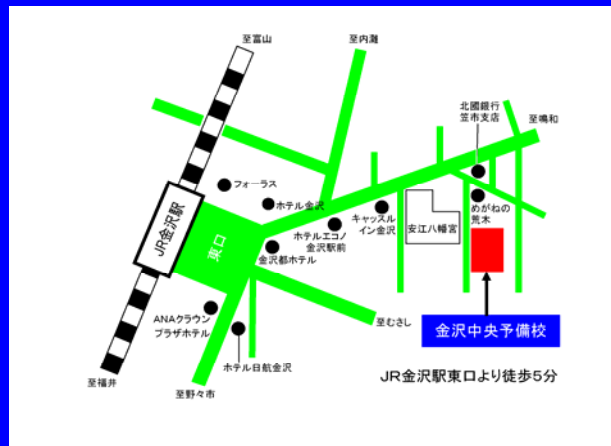 至富山
至内灘
北國銀行
笠市支店
至鳴和
フォーラス
ホテル金沢
キャッスル
イン金沢
めがねの
荒木
安江八幡宮
JR金沢駅
東口
ホテルエコノ
金沢駅前
金沢都ホテル
ANAクラウン
プラザホテル
至むさし
金沢中央予備校
ホテル日航金沢
JR金沢駅東口より徒歩5分
至福井
至野々市